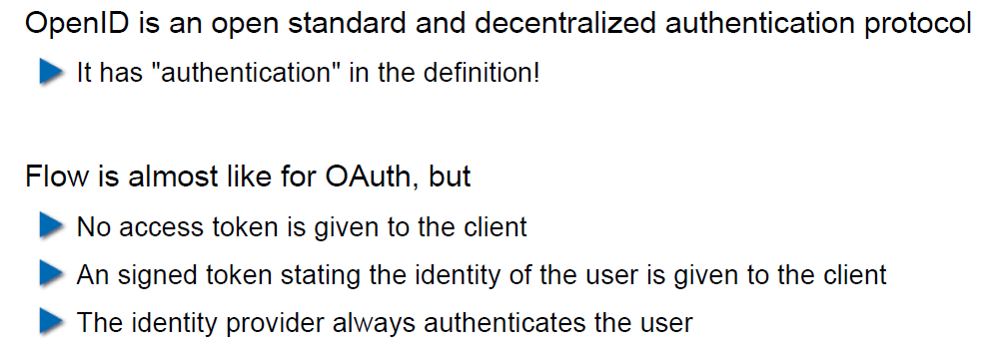 OpenID is an open standard and decentralized authentication protocol
It has "authentication" in the definition!
Flow is almost like for OAuth, but
No access token is given to the client
An signed token stating the identity of the user is given to the client
The identity provider always authenticates the user